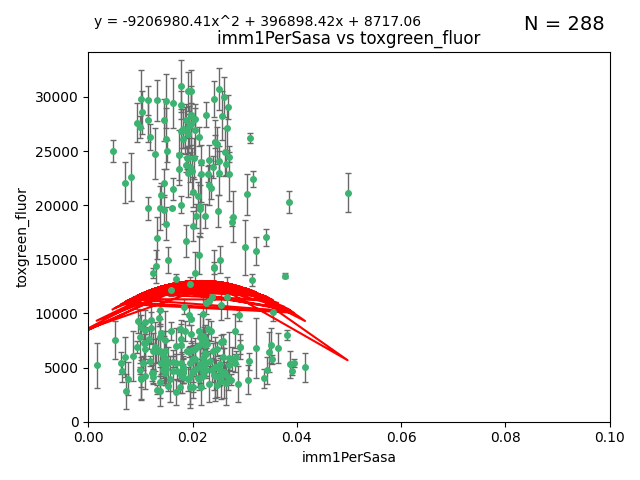 y = -9206980.41x^2 + 396898.42x + 8717.06
N = 288
imm1PerSasa vs toxgreen_fluor
30000
25000
20000
15000
10000
5000
0
toxgreen_fluor
0.00 0.02 0.04 0.06 0.08 0.10
imm1PerSasa